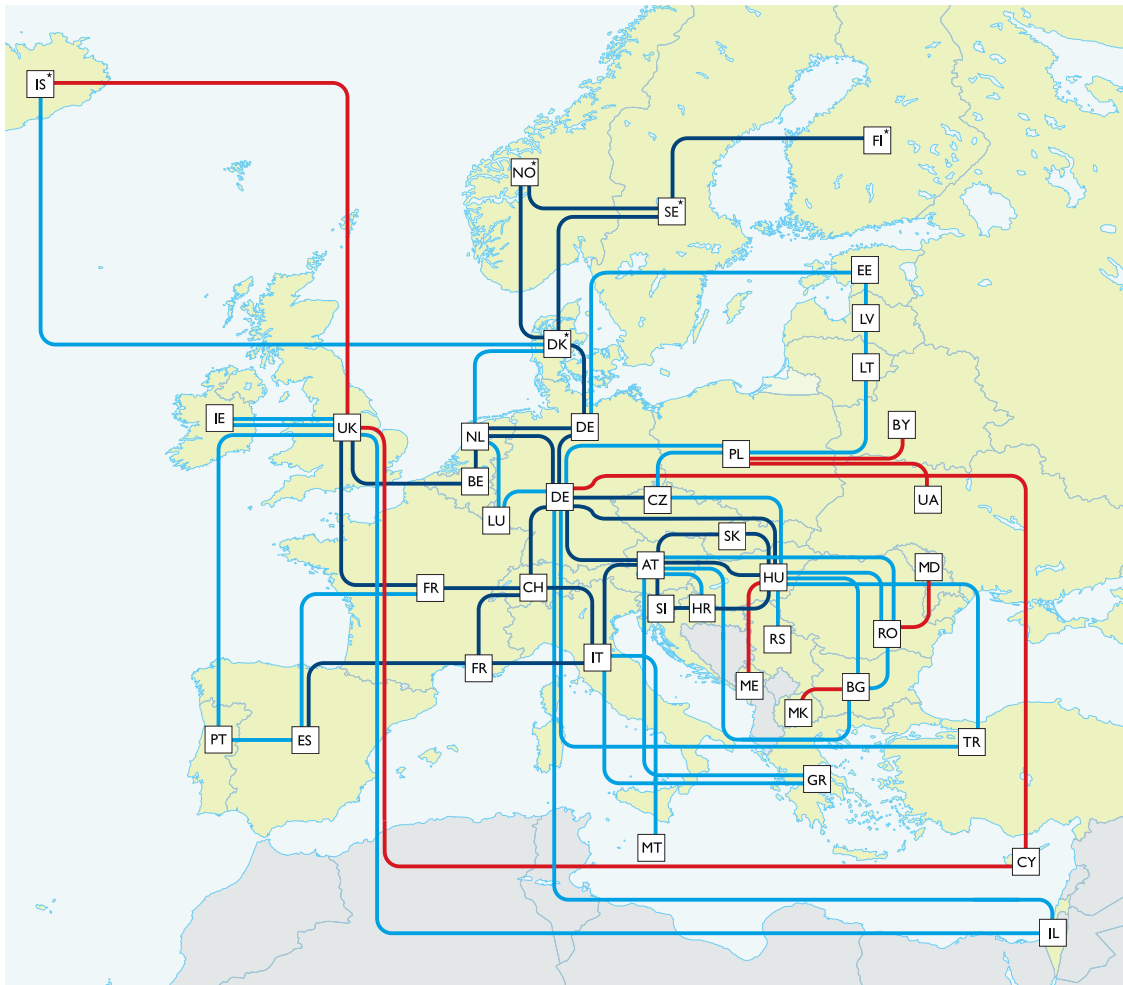 IS*
FI*
NO*
SE*
EE
LV
DK*
LT
IE
UK
NL
DE
BY
PL
BE
DE
CZ
UA
LU
SK
AT
HU
MD
FR
CH
SI
HR
RS
RO
FR
IT
ME
BG
MK
PT
ES
TR
GR
MT
CY
IL